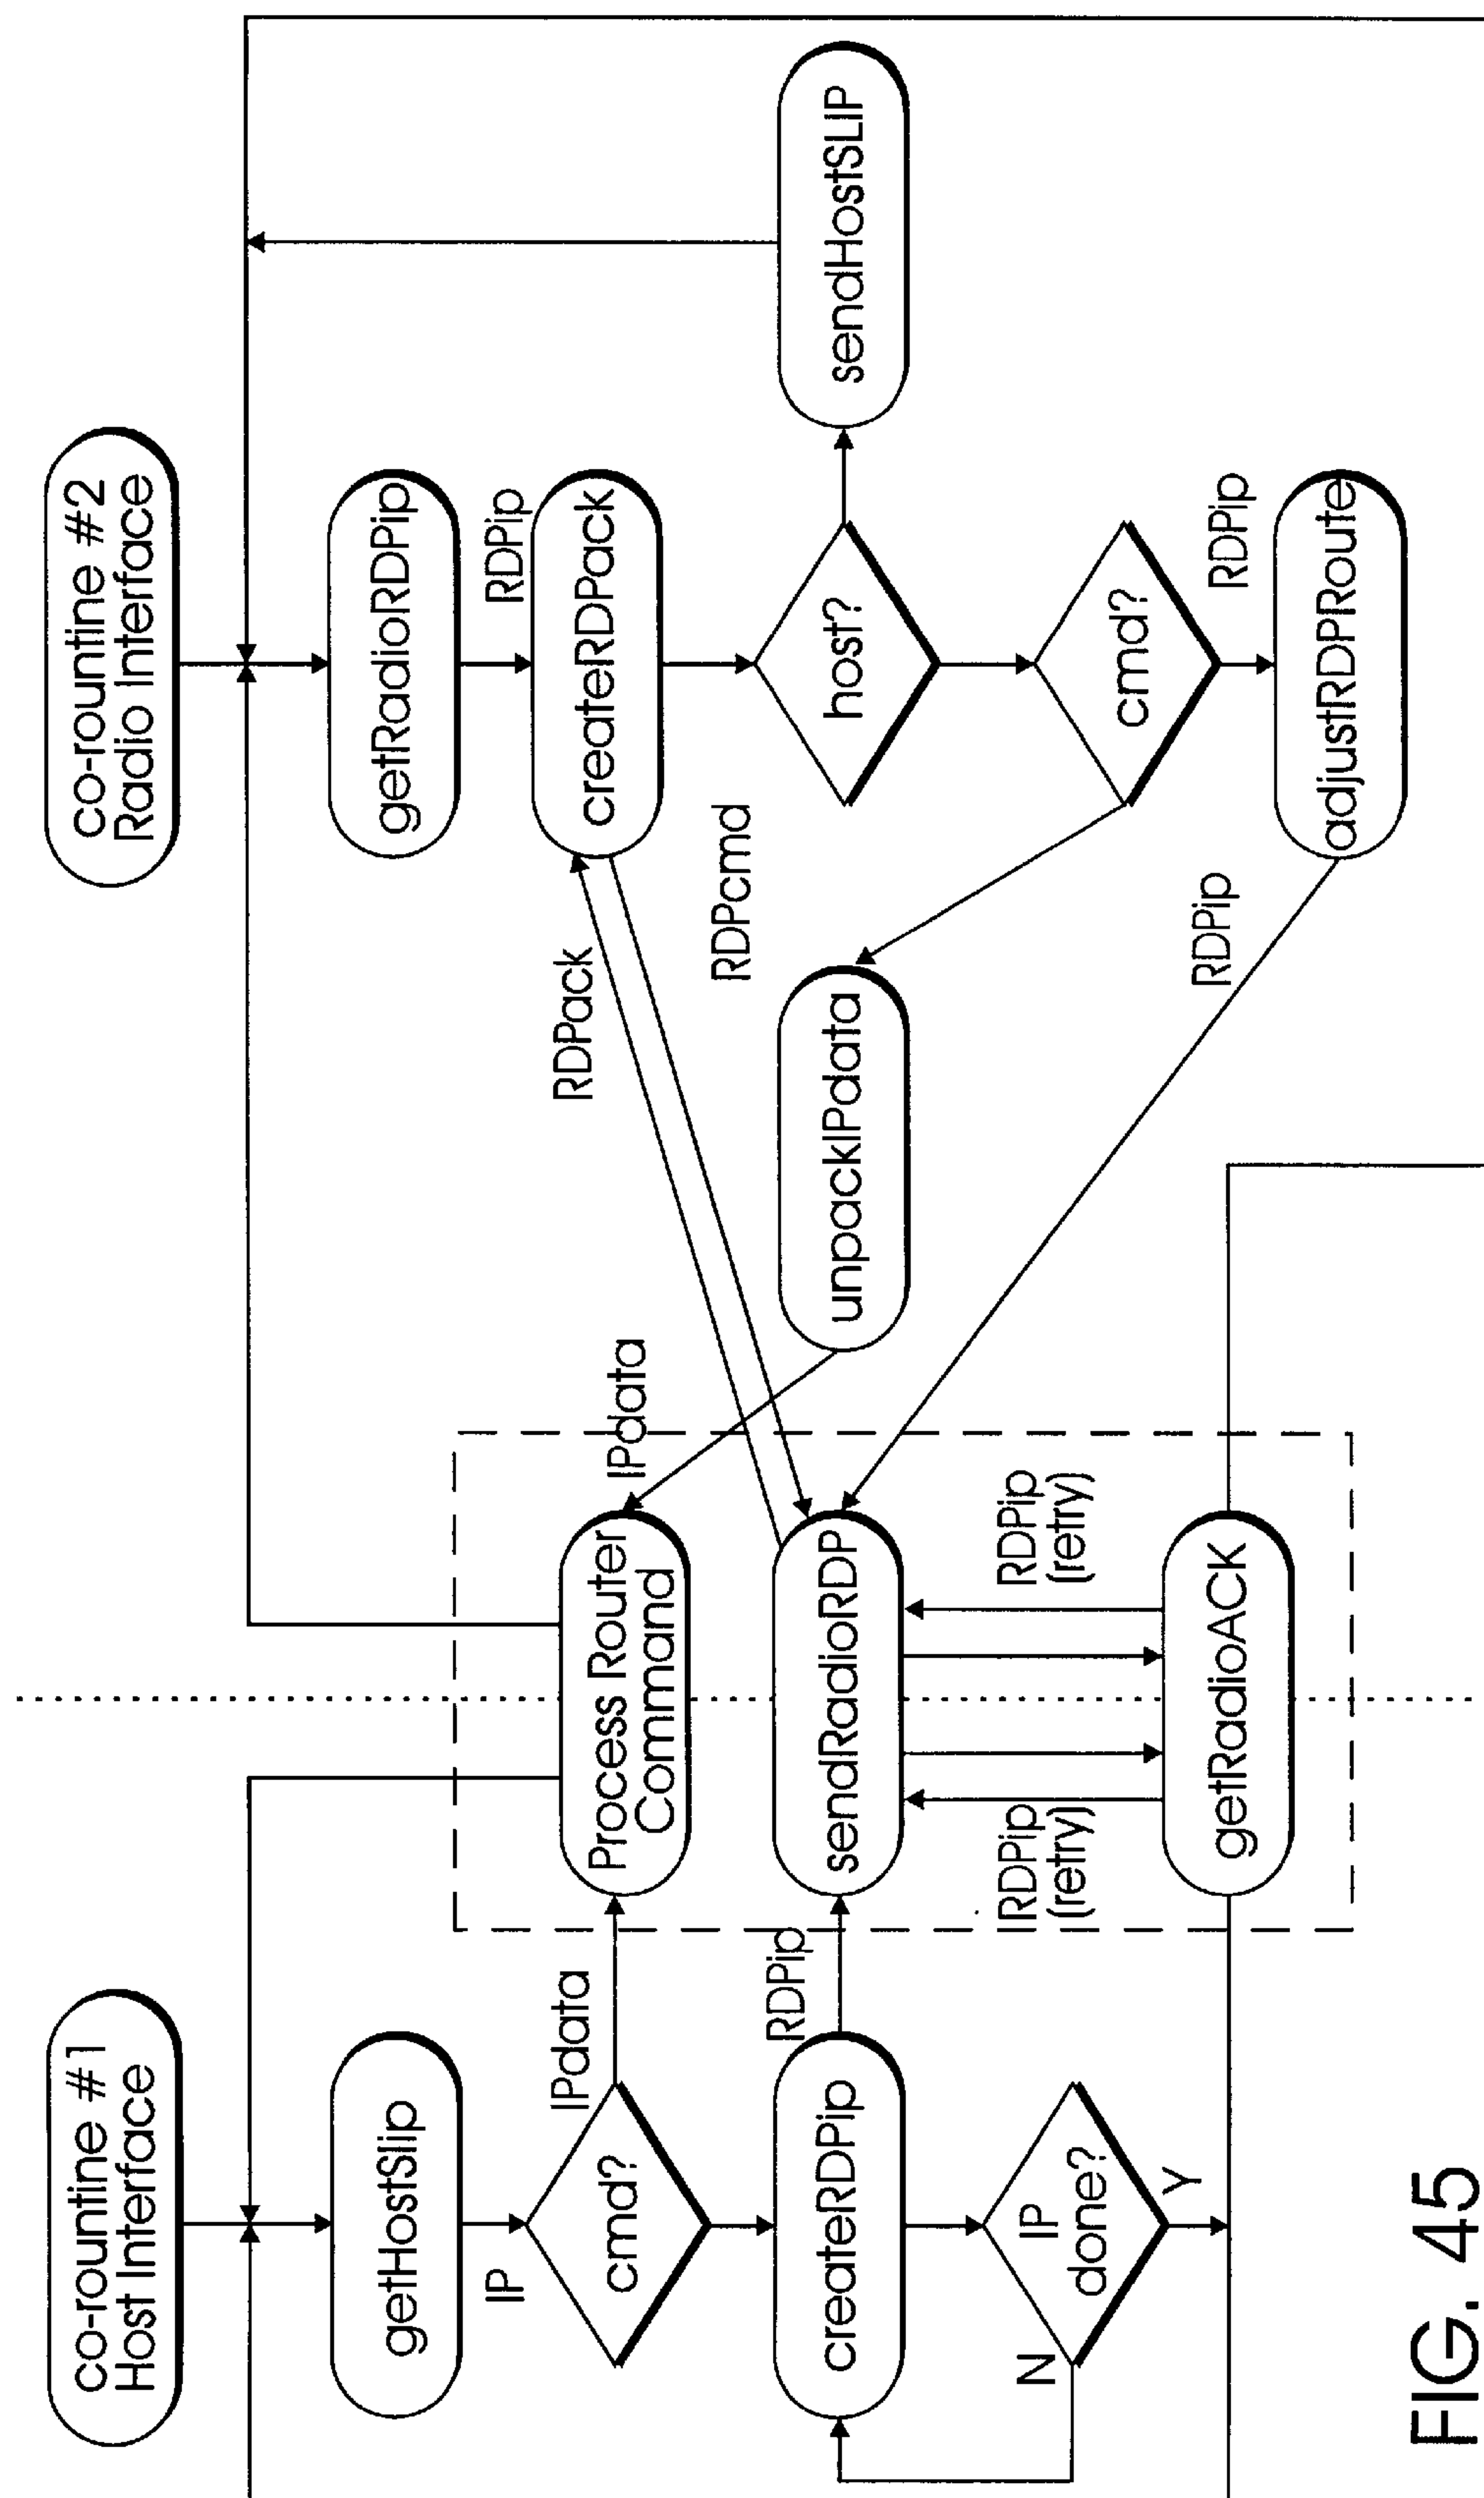 co-rountine #1
Host Interface
getHostSlip
IP
cmd?
IPdata
createRDPip
RDPip
IP
done?
N
Y
Process Router
Command
sendRadioRDP
RDPip
(retry)
RDPip
(retry)
getRadioACK
co-rountine #2
Radio Interface
getRadioRDPip
RDPip
createRDPack
RDPack
RDPcmd
host?
sendHostSLIP
cmd?
IPdata
unpackIPdata
RDPip
adjustRDPRoute
RDPip
FIG. 45